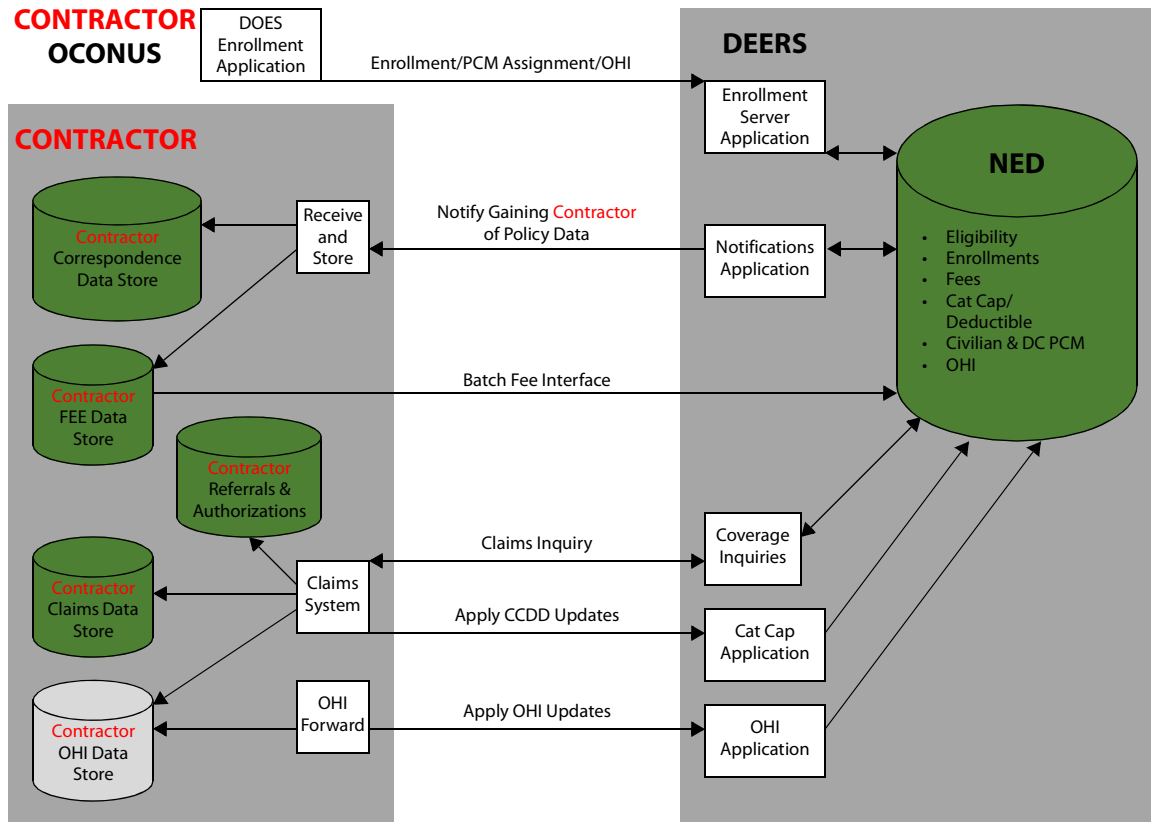 CONTRACTOR
OCONUS
DOES
Enrollment
Application
Enrollment/PCM Assignment/OHI
DEERS
Enrollment
Server
Application
NED
• Eligibility
• Enrollments
• Fees
• Cat Cap/
Deductible
• Civilian & DC PCM
• OHI
CONTRACTOR
Contractor
Correspondence
Data Store
Receive
and
Store
Notify Gaining Contractor
of Policy Data
Notifications
Application
Contractor
FEE Data
Store
Batch Fee Interface
Contractor
Referrals &
Authorizations
Contractor
Claims Data
Store
Claims
System
Claims Inquiry
Coverage
Inquiries
Apply CCDD Updates
Cat Cap
Application
Contractor
OHI Data
Store
OHI
Forward
Apply OHI Updates
OHI
Application